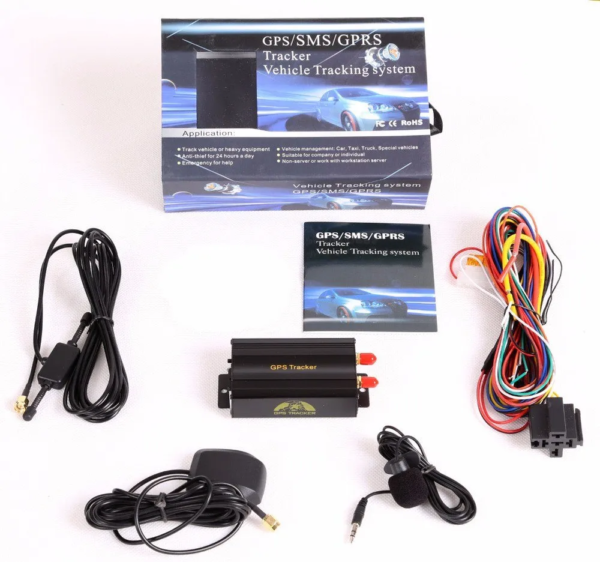 GPS/SMS/GPRS
Tracker
Vehicle Tracking system
FC CE RoHS
Application:
• Track vehicle or heavy equipment
• Anti-thief for 24 hours a day
• Emergency for help
• Vehicle management: Car, Taxi, Truck, Special vehicles
• Suitable for company or individual
• Non-server or work with workstation server
Vehicle Tracking system
GPS/SMS/GPRS
GPS/SMS/GPRS
Tracker
Vehicle Tracking system
GPS Tracker
GPS TRACKER